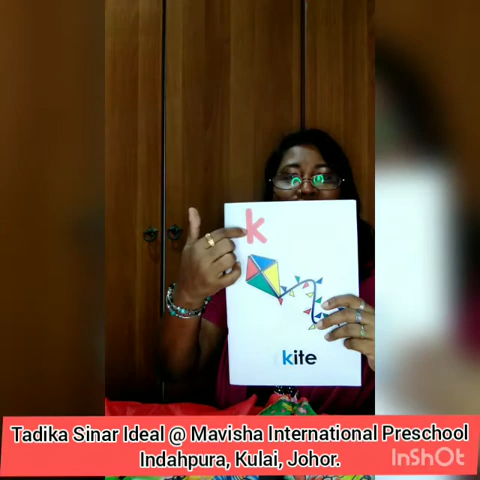 k
kite
Tadika Sinar Ideal @ Mavisha International Preschool
Indahpura, Kulai, Johor.
InShOt